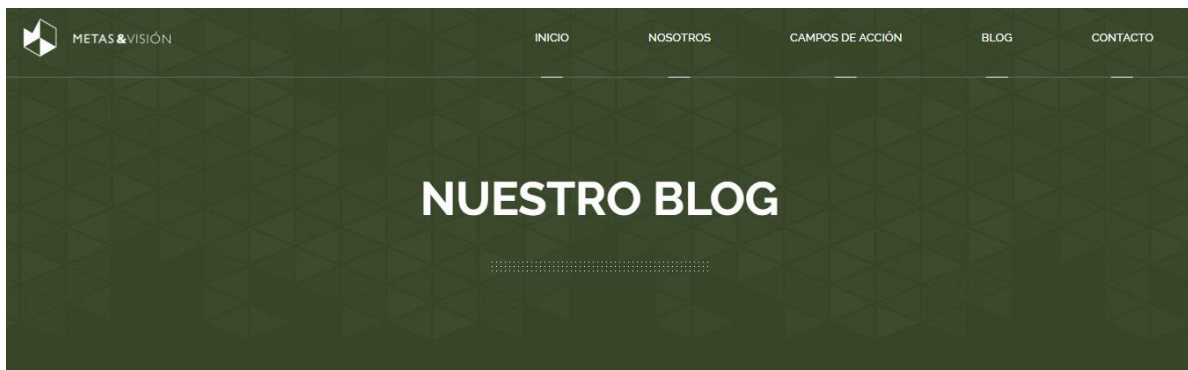 METAS &VISIÓN
INICIO NOSOTROS CAMPOS DE ACCIÓN BLOG CONTACTO
NUESTRO BLOG